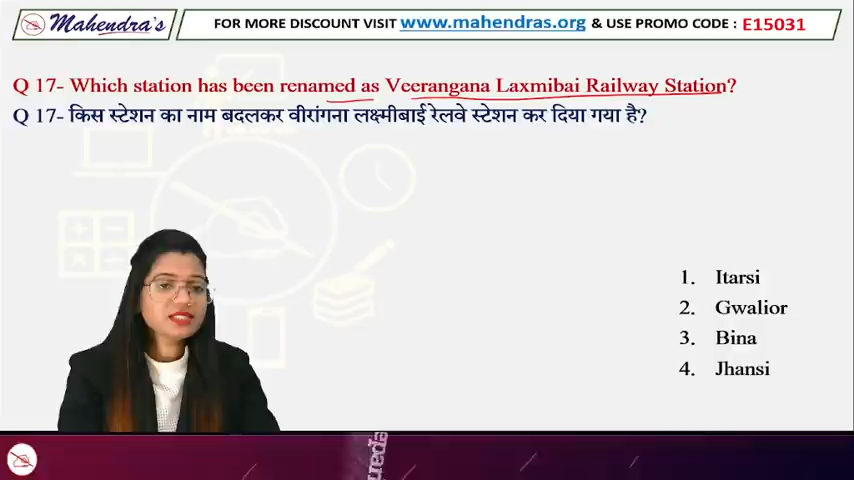 Mahendra's
FOR MORE DISCOUNT VISIT www.mahendras.org & USE PROMO CODE : E15031
Q 17- Which station has been renamed as Veerangana Laxmibai Railway Station?
Q 17- किस स्टेशन का नाम बदलकर वीरांगना लक्ष्मीबाई रेलवे स्टेशन कर दिया गया है?
1. Itarsi
2. Gwalior
3. Bina
4. Jhansi